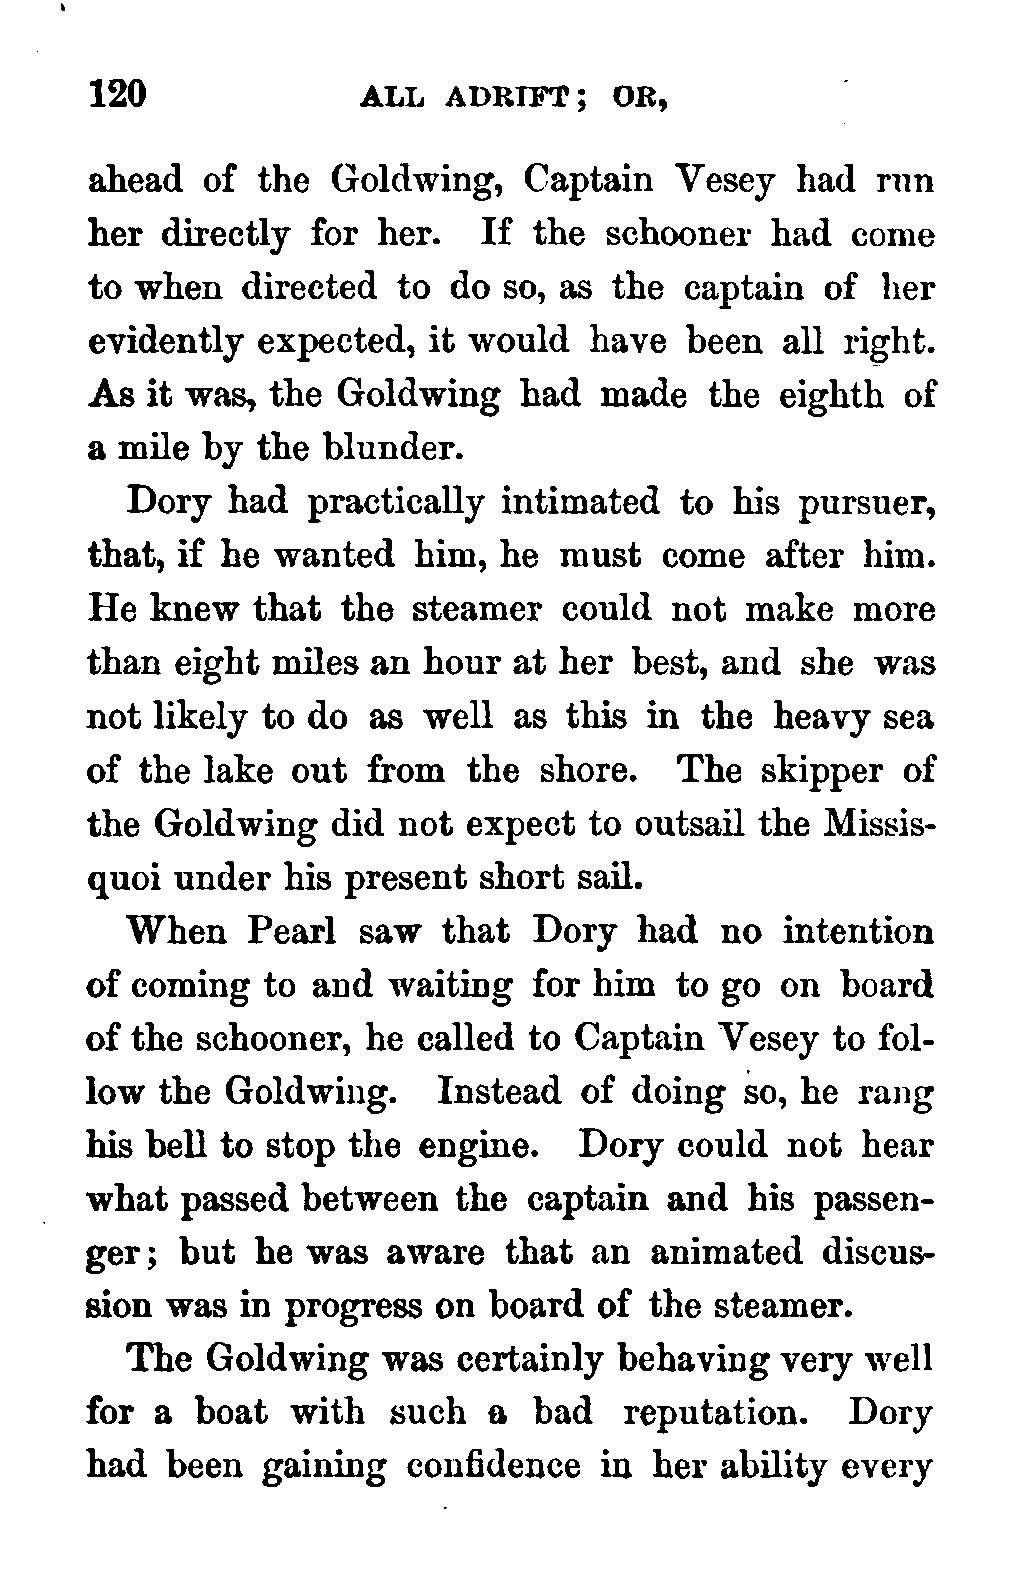 120 ALL ADRIFT; OR,
ahead of the Goldwing, Captain Vesey had run
her directly for her. If the schooner had come
to when directed to do so, as the captain of her
evidently expected, it would have been all right.
As it was, the Goldwing had made the eighth of
a mile by the blunder.
Dory had practically intimated to his pursuer,
that, if he wanted him, he must come after him.
He knew that the steamer could not make more
than eight miles an hour at her best, and she was
not likely to do as well as this in the heavy sea
of the lake out from the shore. The skipper of
the Goldwing did not expect to outsail the Missis-
quoi under his present short sail.
When Pearl saw that Dory had no intention
of coming to and waiting for him to go on board
of the schooner, he called to Captain Vesey to fol-
low the Goldwing. Instead of doing so, he rang
his bell to stop the engine. Dory could not hear
what passed between the captain and his passen-
ger; but he was aware that an animated discus-
sion was in progress on board of the steamer.
The Goldwing was certainly behaving very well
for a boat with such a bad reputation. Dory
had been gaining confidence in her ability every